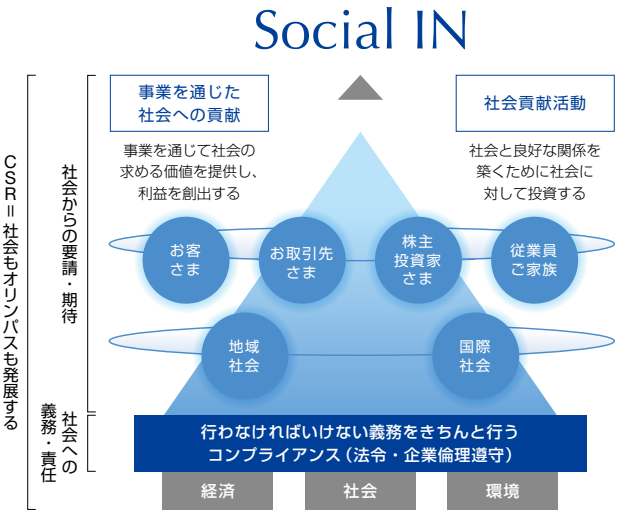 Social IN
事業を通じた
社会への貢献
事業を通じて社会の
求める価値を提供し、
利益を創出する
社会貢献活動
社会と良好な関係を
築くために社会に
対して投資する
CSR＝社会もオリンパスも発展する
社会からの要請・期待
お客
さま
お取引先
さま
株主
投資家
さま
従業員
ご家族
地域
社会
国際
社会
社会への
義務・責任
行わなければいけない義務をきちんと行う
コンプライアンス（法令・企業倫理遵守）
経済
社会
環境